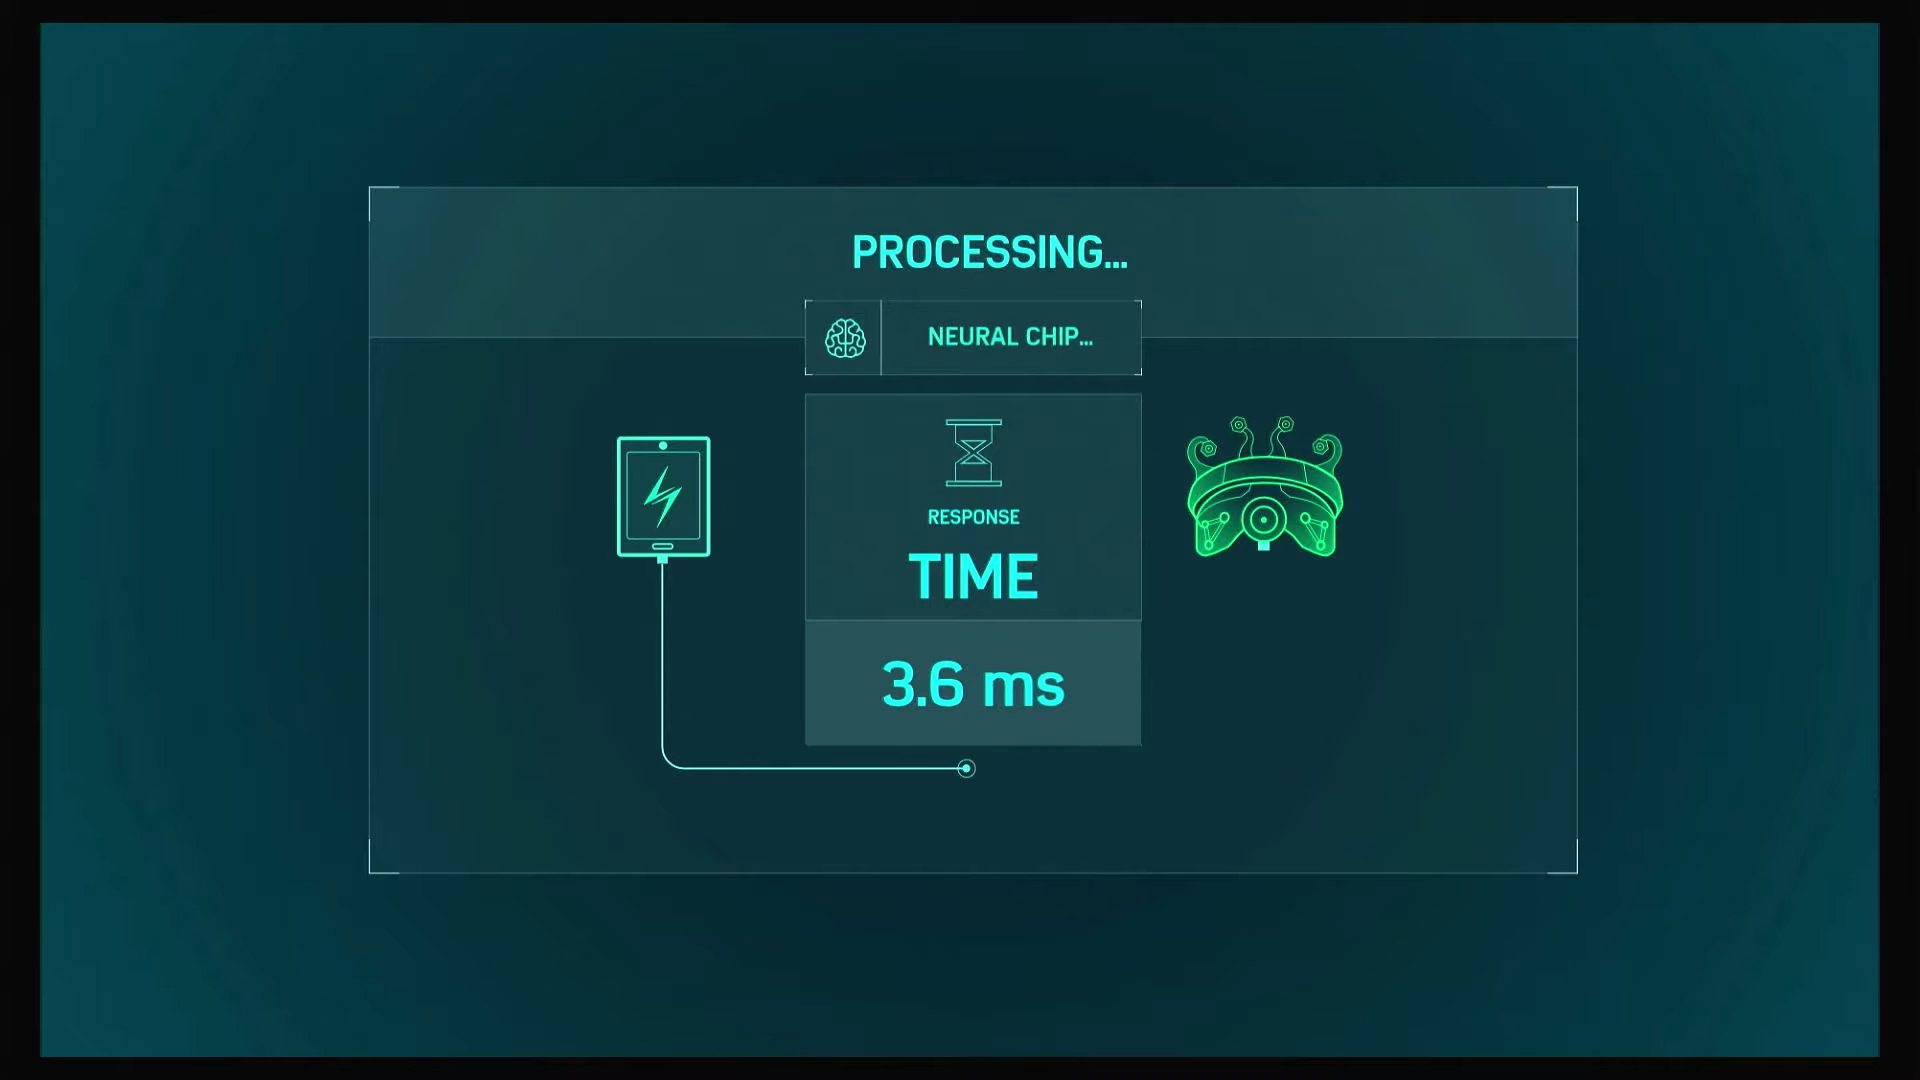 PROCESSING...
NEURAL CHIP...
RESPONSE
TIME
3.6 ms